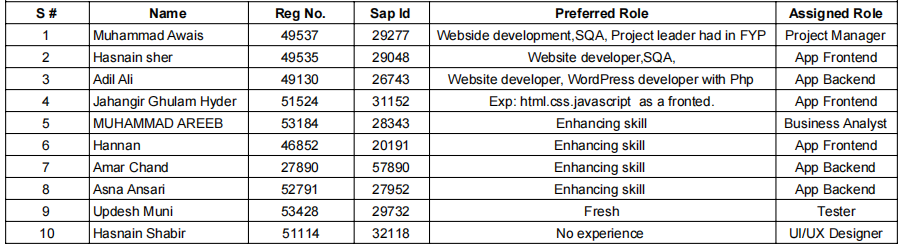 S # Name Reg No. Sap Id Preferred Role Assigned Role
1 Muhammad Awais 49537 29277 Webside development,SQA, Project leader had in FYP Project Manager
2 Hasnain sher 49535 29048 Website developer,SQA, App Frontend
3 Adil Ali 49130 26743 Website developer, WordPress developer with Php App Backend
4 Jahangir Ghulam Hyder 51524 31152 Exp: html.css.javascript as a fronted. App Frontend
5 MUHAMMAD AREEB 53184 28343 Enhancing skill Business Analyst
6 Hannan 46852 20191 Enhancing skill App Frontend
7 Amar Chand 27890 57890 Enhancing skill App Backend
8 Asna Ansari 52791 27952 Enhancing skill App Backend
9 Updesh Muni 53428 29732 Fresh Tester
10 Hasnain Shabir 51114 32118 No experience UI/UX Designer